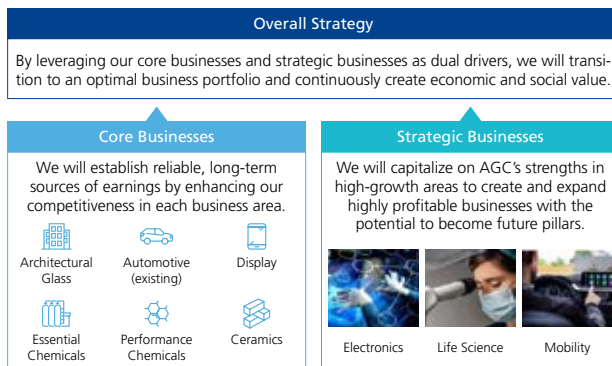 Overall Strategy
By leveraging our core businesses and strategic businesses as dual drivers, we will transi-
tion to an optimal business portfolio and continuously create economic and social value.
Core Businesses
We will establish reliable, long-term
sources of earnings by enhancing our
competitiveness in each business area.
Architectural
Glass
Automotive
(existing)
Display
Essential
Chemicals
Performance
Chemicals
Ceramics
Strategic Businesses
We will capitalize on AGC’s strengths in
high-growth areas to create and expand
highly profitable businesses with the
potential to become future pillars.
Electronics
Life Science
Mobility